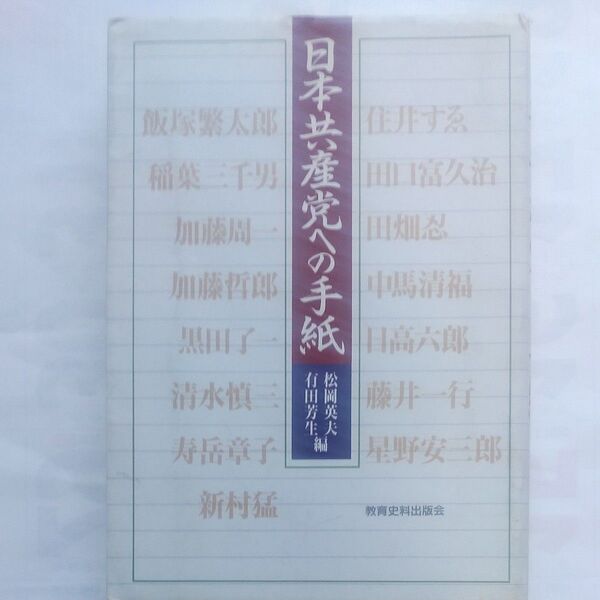 日本共産党への手紙
松岡英夫
有田芳生 編
飯塚繁太郎
稲葉三千男
加藤周一
加藤哲郎
黒田了一
清水慎三
寿岳章子
新村猛
住井すゑ
田口富久治
田畑忍
中馬清福
日高六郎
藤井一行
星野安三郎
教育史料出版会